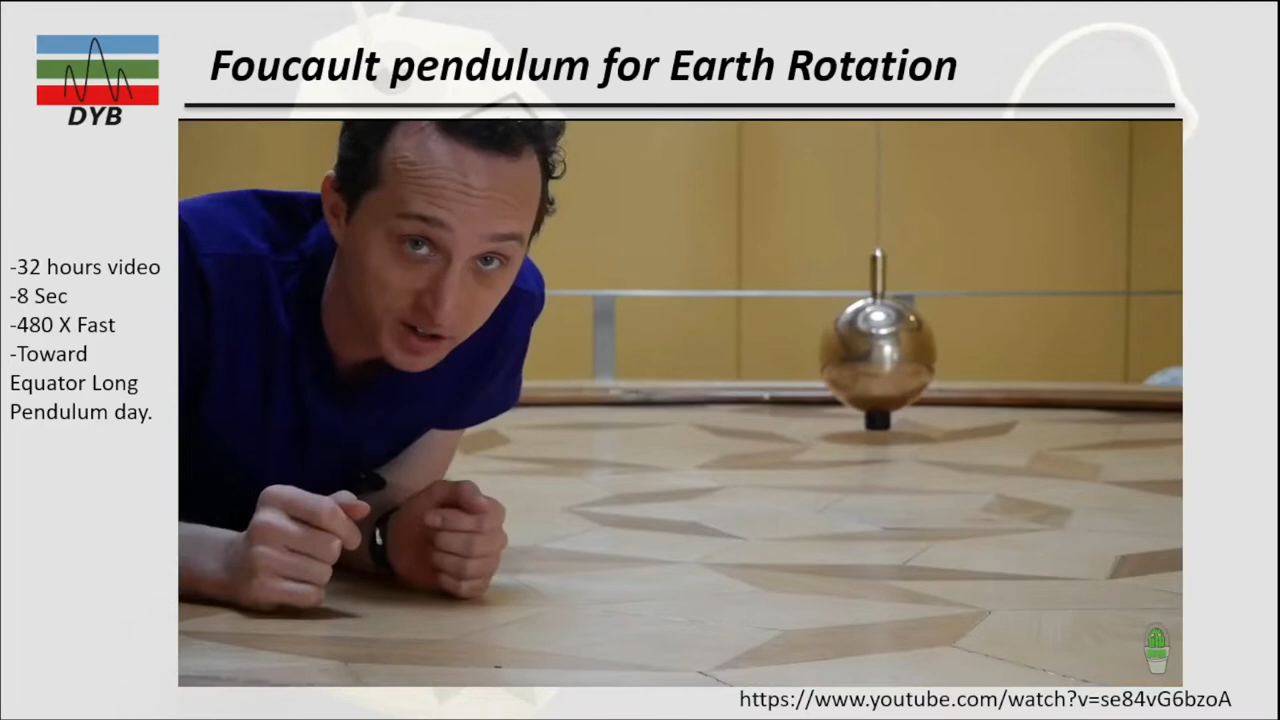 Foucault pendulum for Earth Rotation
DYB
-32 hours video
-8 Sec
-480 X Fast
-Toward
Equator Long
Pendulum day.
https://www.youtube.com/watch?v=se84vG6bzoA